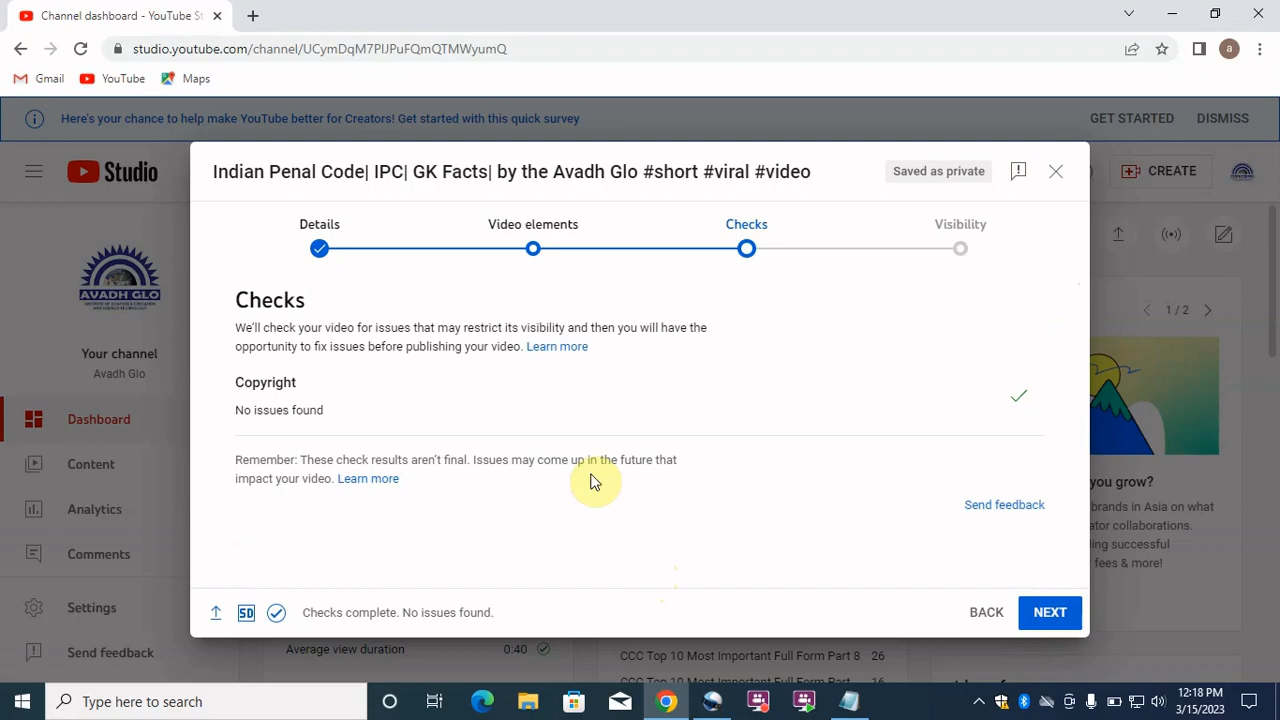 Channel dashboard - YouTube St
studio.youtube.com/channel/UCymDqM7PlJPuFQmQTMWyumQ
a
Gmail
YouTube
Maps
Here's your chance to help make YouTube better for Creators! Get started with this quick survey
GET STARTED
DISMISS
Studio
Indian Penal Code| IPC| GK Facts| by the Avadh Glo #short #viral #video
Saved as private
CREATE
Details
Video elements
Checks
Visibility
AVADH GLO
Your channel
Avadh Glo
Dashboard
Content
Analytics
Comments
Settings
Send feedback
Checks
We'll check your video for issues that may restrict its visibility and then you will have the
opportunity to fix issues before publishing your video. Learn more
Copyright
No issues found
Remember: These check results aren't final. Issues may come up in the future that
impact your video. Learn more
Send feedback
1 / 2
you grow?
brands in Asia on what
ator collaborations.
ding successful
fees & more!
SD
Checks complete. No issues found.
BACK
NEXT
Average view duration
0:40
CCC Top 10 Most Important Full Form Part 8
26
Type here to search
12:18 PM
3/15/2023